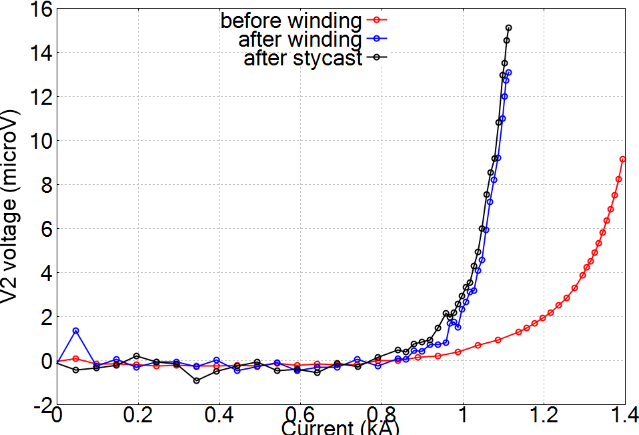 16
14
12
10
8
6
4
2
0
-2
V2 voltage (microV)
before winding
after winding
after stycast
0 0.2 0.4 0.6 0.8 1 1.2 1.4
Current (kA)